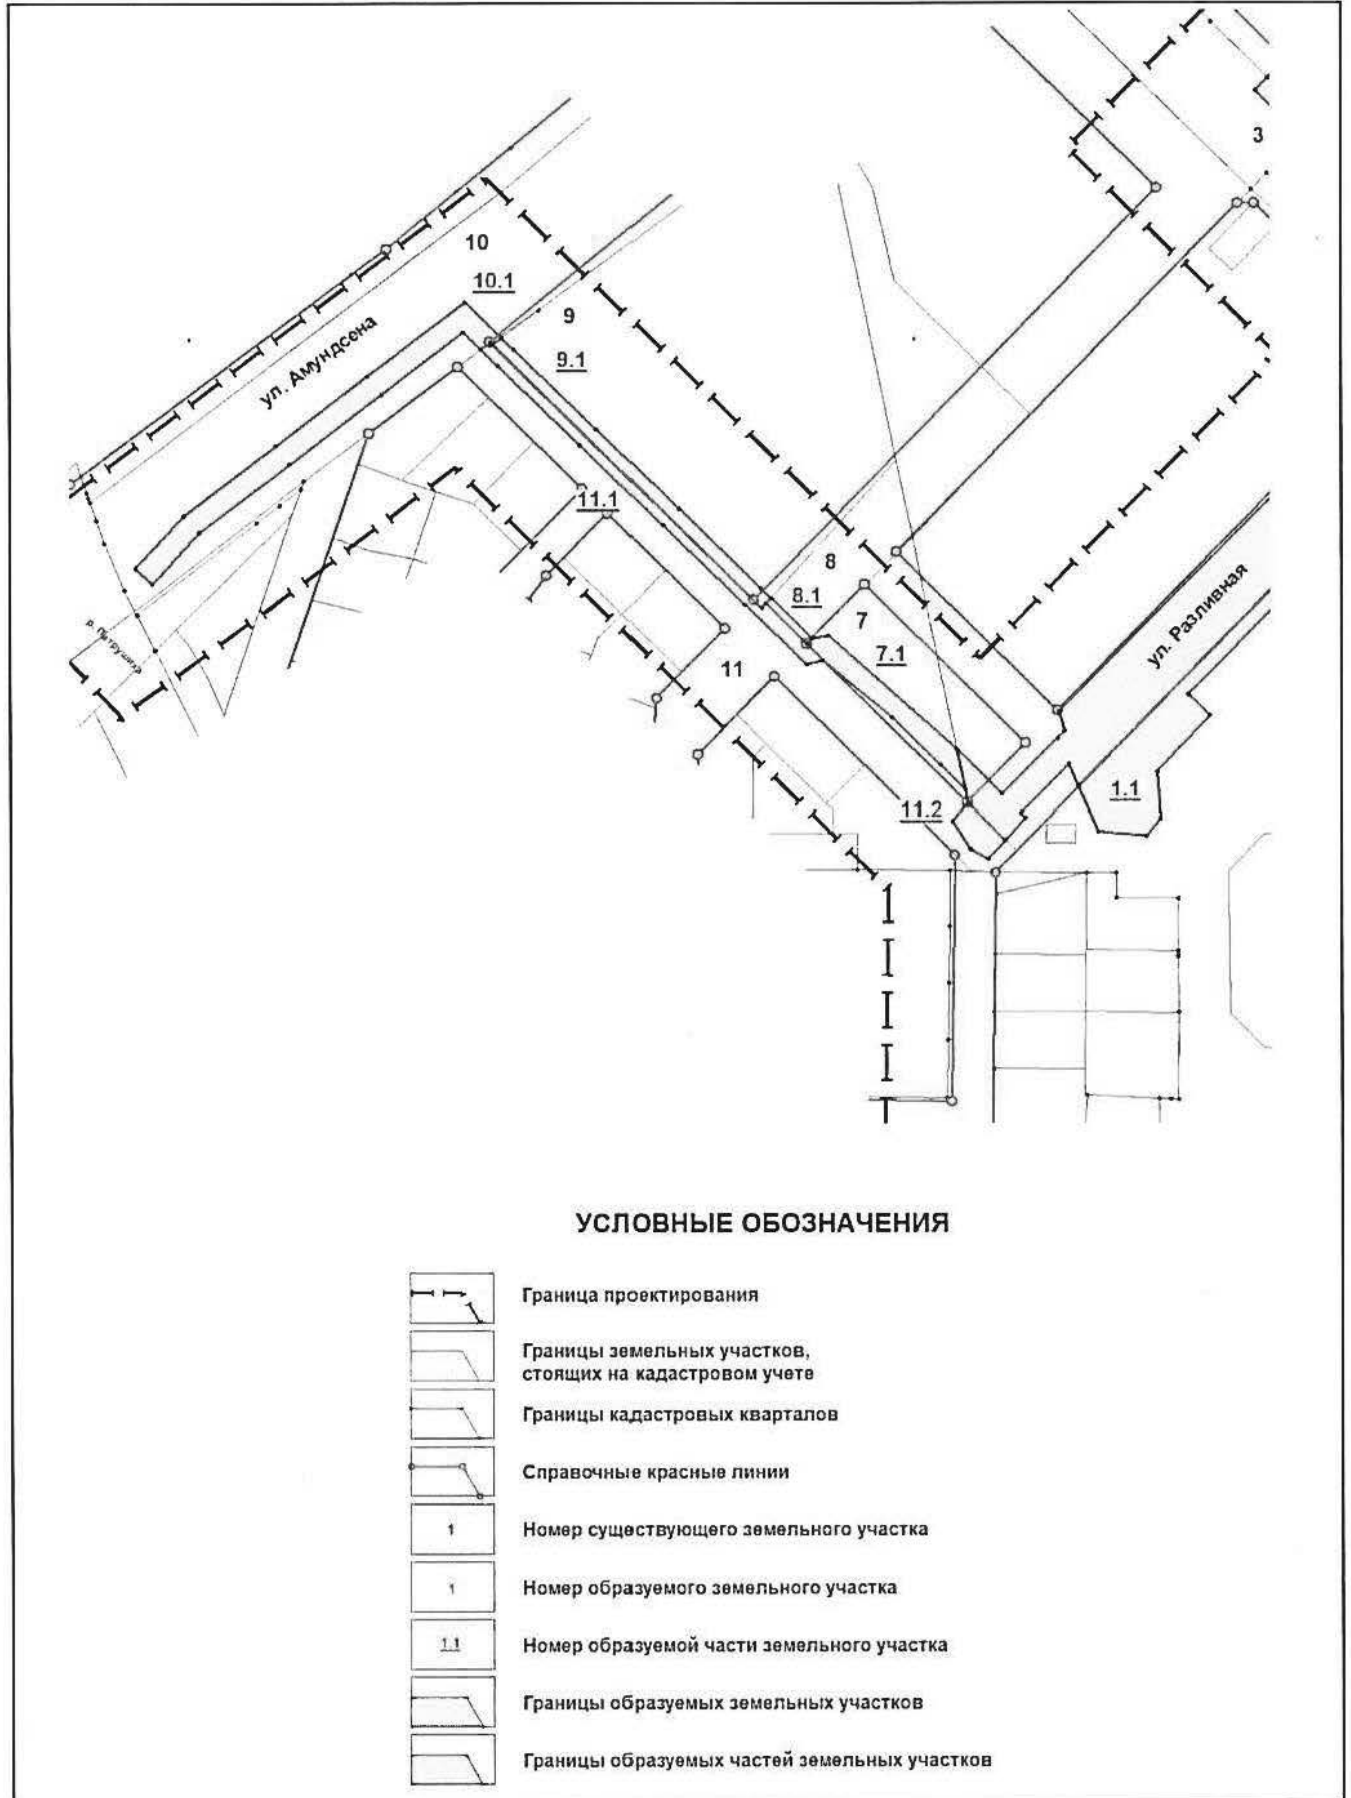 3
10
10.1
9
ул. Амундсена
9.1
11.1
8
8.1
7
ул. Разливная
р. Патрушиха
7.1
11
1.1
11.2
УСЛОВНЫЕ ОБОЗНАЧЕНИЯ
Граница проектирования
Границы земельных участков,
стоящих на кадастровом учете
Границы кадастровых кварталов
Справочные красные линии
1 Номер существующего земельного участка
1 Номер образуемого земельного участка
1.1 Номер образуемой части земельного участка
Границы образуемых земельных участков
Границы образуемых частей земельных участков